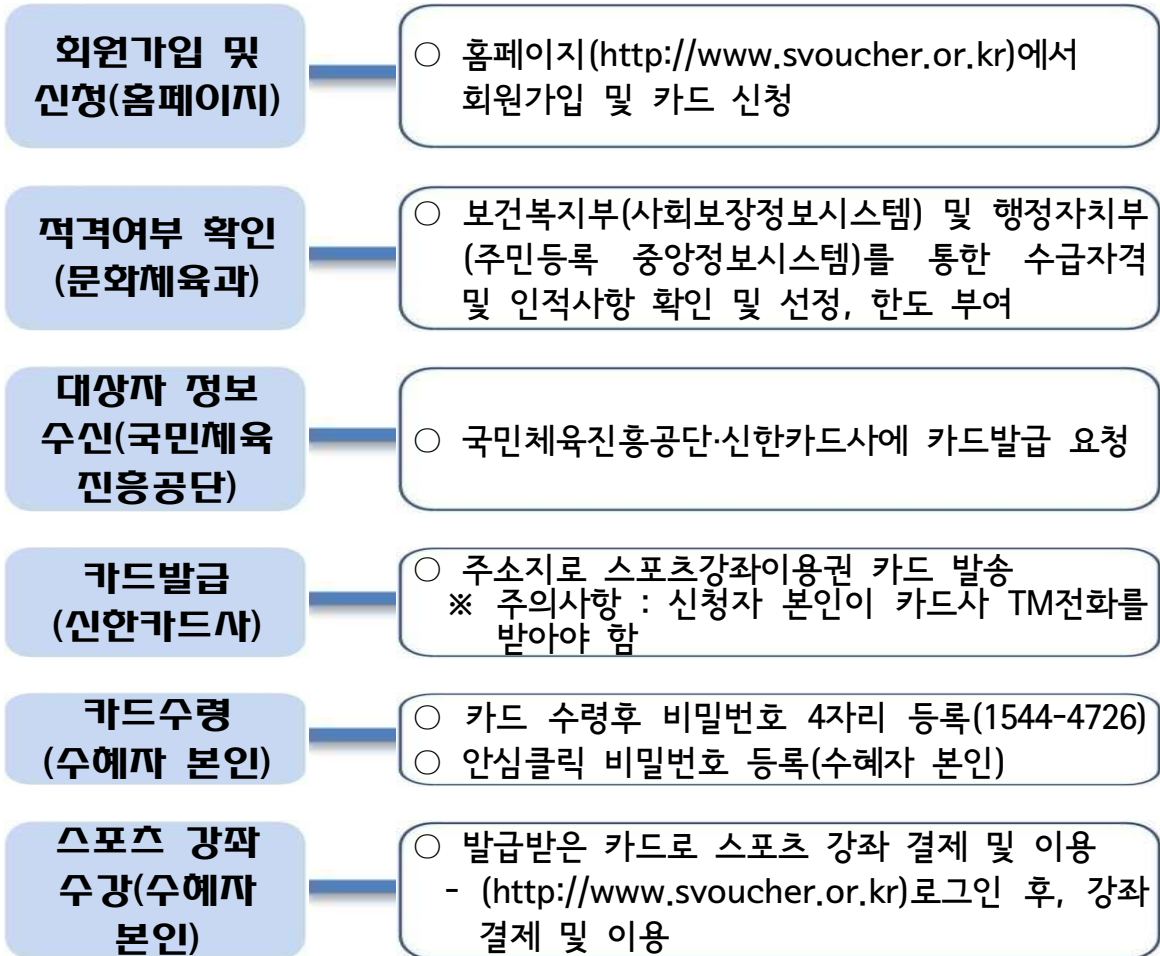 회원가입 및
신청(홈페이지)
○ 홈페이지(http://www.svoucher.or.kr)에서
회원가입 및 카드 신청
적격여부 확인
(문화체육과)
○ 보건복지부(사회보장정보시스템) 및 행정자치부
(주민등록 중앙정보시스템)를 통한 수급자격
및 인적사항 확인 및 선정, 한도 부여
대상자 정보
수신(국민체육
진흥공단)
○ 국민체육진흥공단·신한카드사에 카드발급 요청
카드발급
(신한카드사)
○ 주소지로 스포츠강좌이용권 카드 발송
※ 주의사항 : 신청자 본인이 카드사 TM전화를
받아야 함
카드수령
(수혜자 본인)
○ 카드 수령후 비밀번호 4자리 등록(1544-4726)
○ 안심클릭 비밀번호 등록(수혜자 본인)
스포츠 강좌
수강(수혜자
본인)
○ 발급받은 카드로 스포츠 강좌 결제 및 이용
- (http://www.svoucher.or.kr)로그인 후, 강좌
결제 및 이용